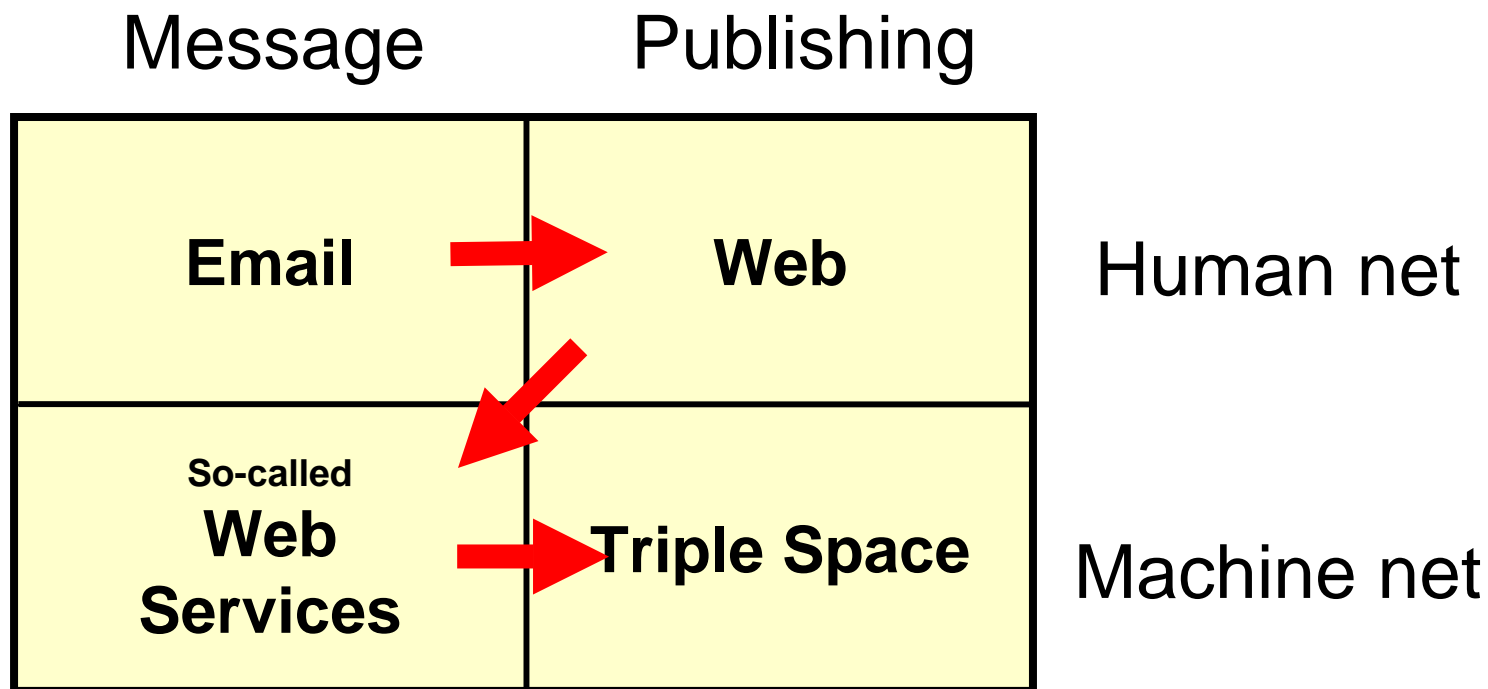 Message Publishing
Email Web Human net
So-called
Web
Services
Triple Space
Machine net